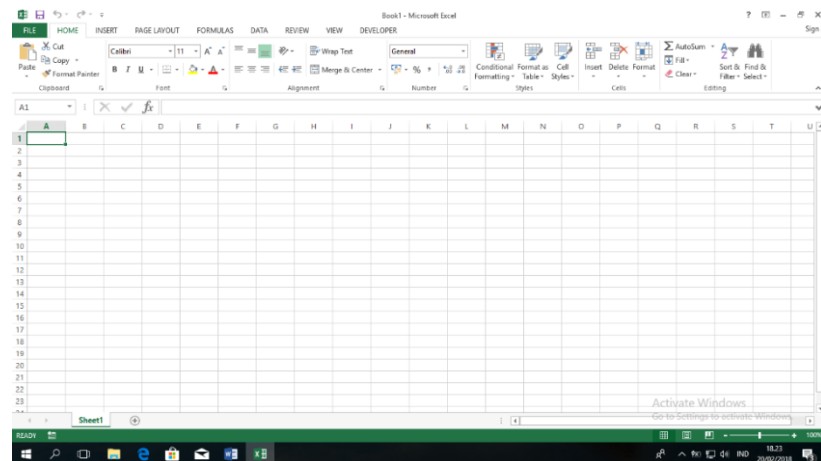 Book1 - Microsoft Excel
?
FILE HOME INSERT PAGE LAYOUT FORMULAS DATA REVIEW VIEW DEVELOPER Sign
Paste
Cut
Copy
Format Painter
Clipboard
Calibri 11
B I U
Font
Wrap Text
Merge & Center
Alignment
General
%
Number
Conditional Formatting
Format as Table
Cell Styles
Styles
Insert Delete Format
Cells
AutoSum
Fill
Clear
Sort & Filter
Find & Select
Editing
A1 fx
A B C D E F G H I J K L M N O P Q R S T U
1
2
3
4
5
6
7
8
9
10
11
12
13
14
15
16
17
18
19
20
21
22
23
24
Activate Windows
Go to Settings to activate Windows.
Sheet1
READY 100%
IND 18.23
20/02/2018